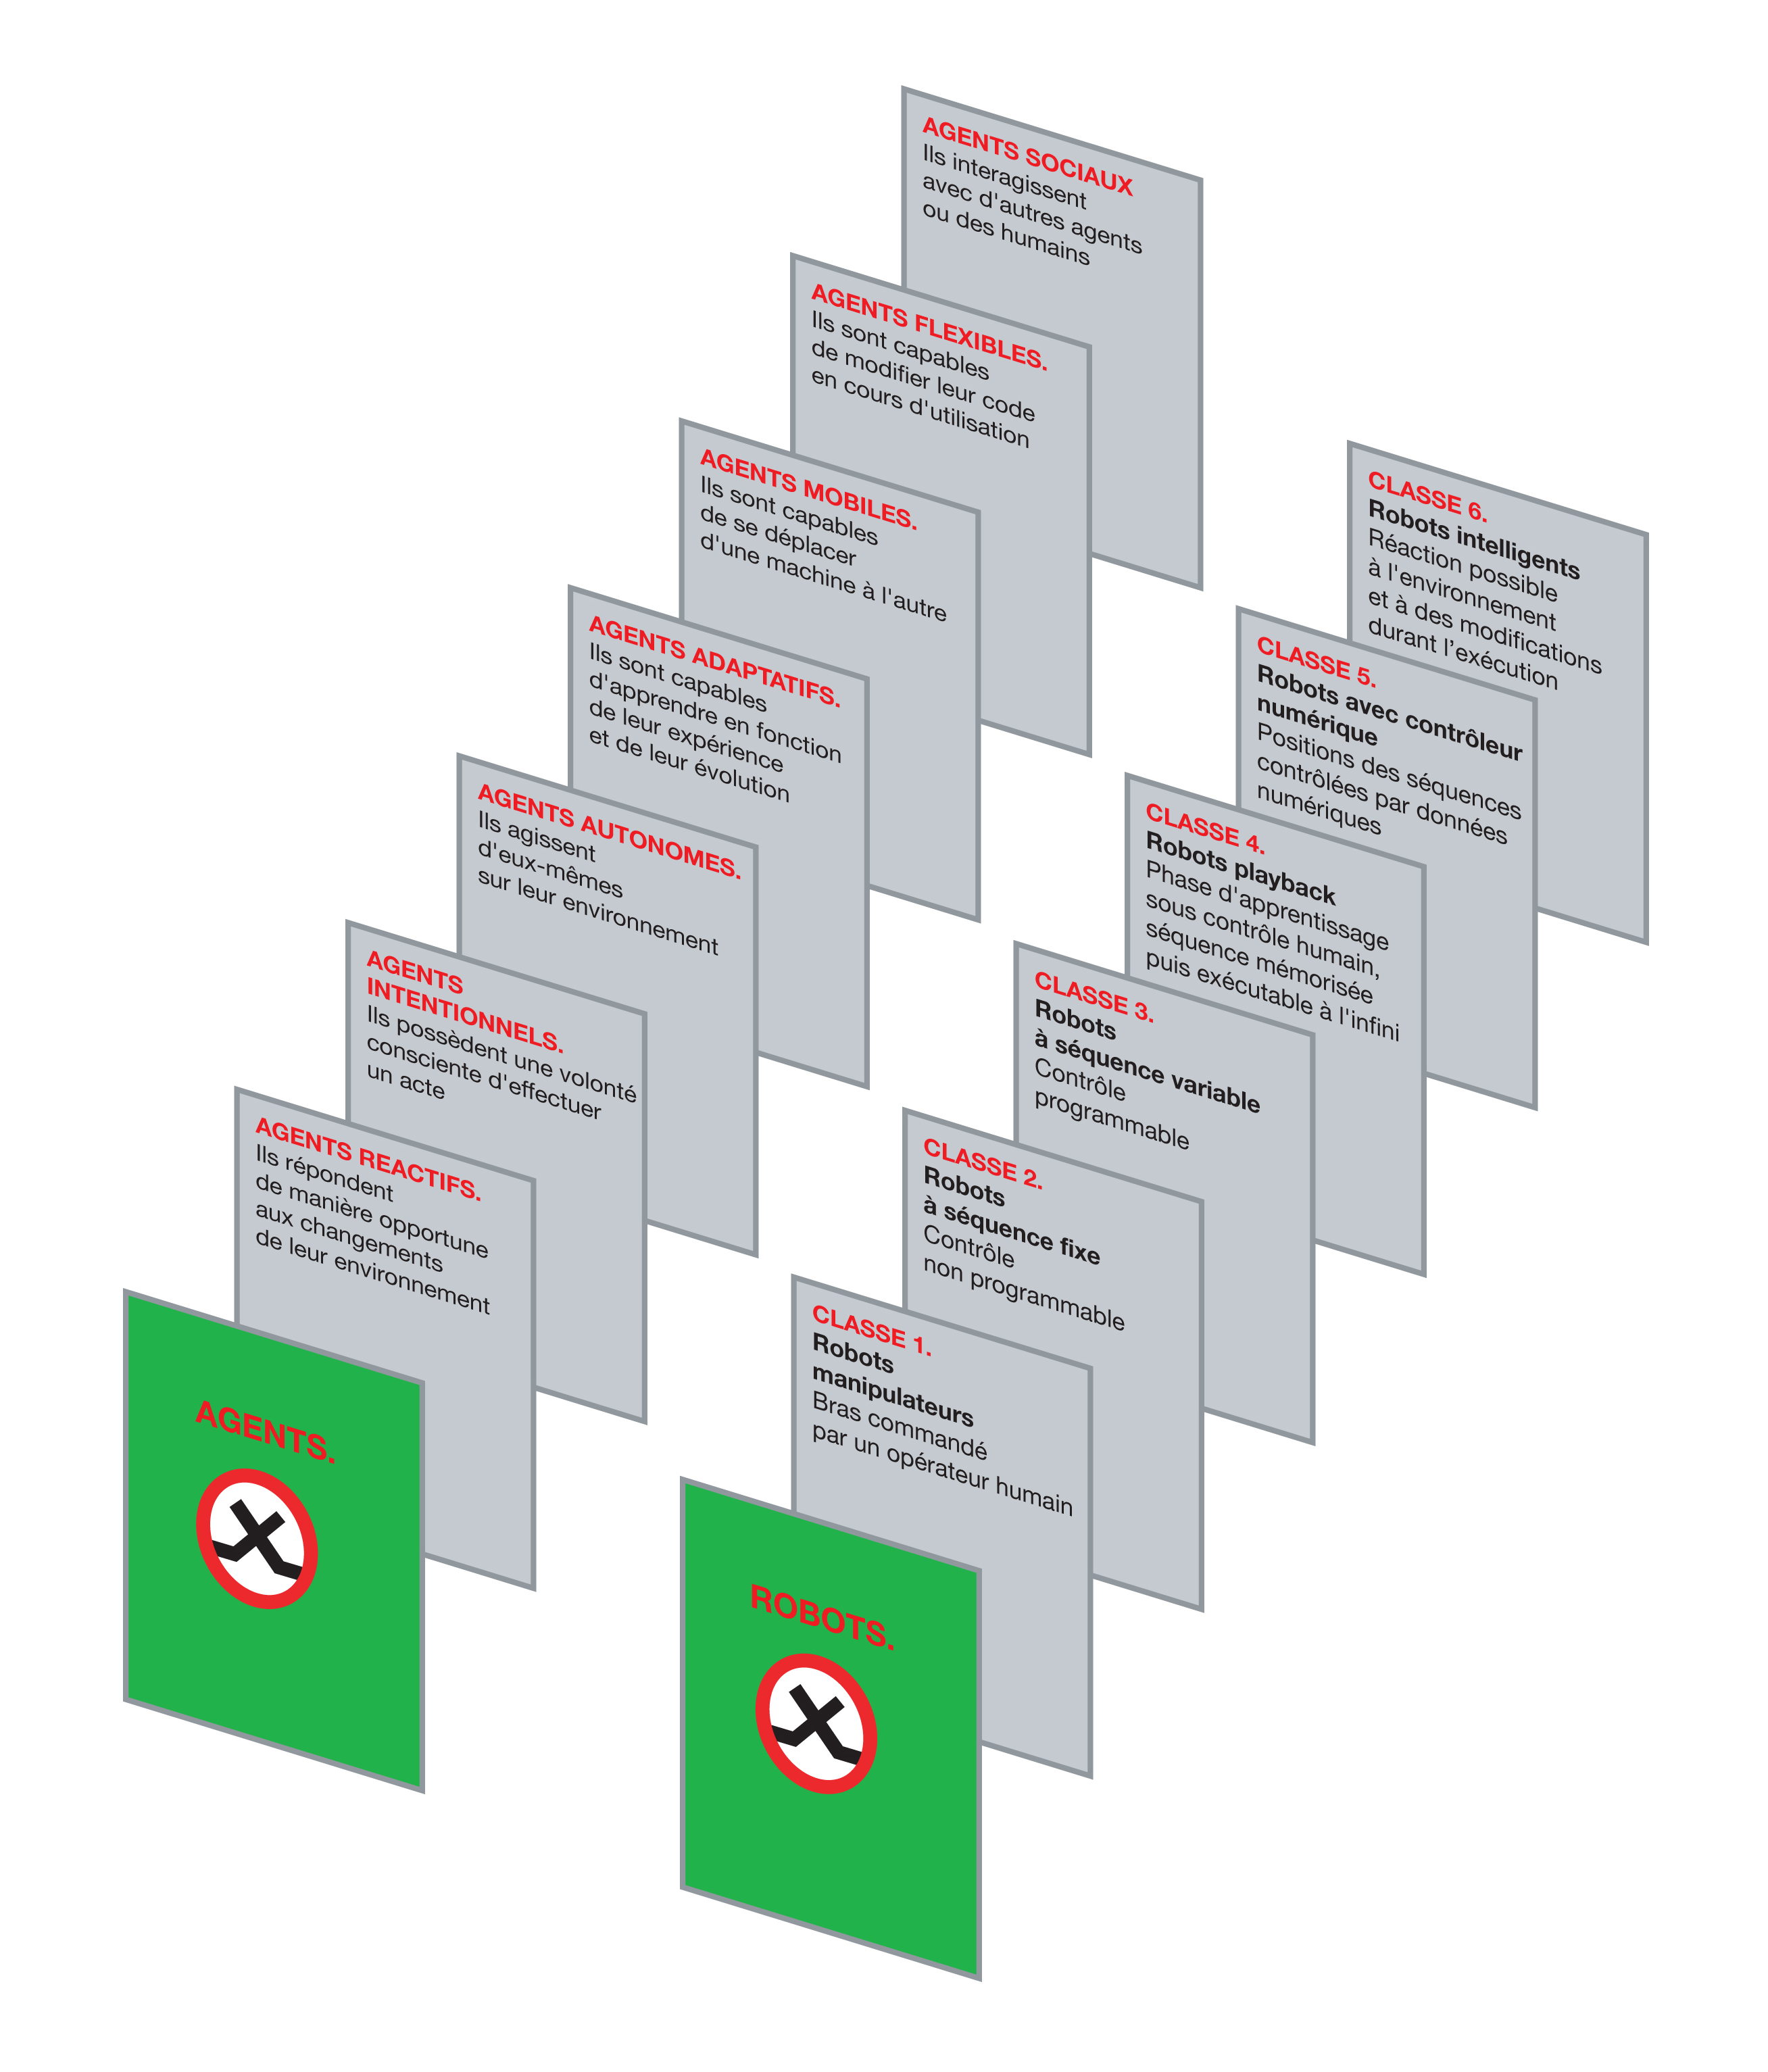 AGENTS SOCIAUX
Ils interagissent
avec d'autres agents
ou des humains
AGENTS FLEXIBLES.
Ils sont capables
de modifier leur code
en cours d'utilisation
AGENTS MOBILES.
Ils sont capables
de se déplacer
d'une machine à l'autre
AGENTS ADAPTATIFS.
Ils sont capables
d'apprendre en fonction
de leur expérience
et de leur évolution
AGENTS AUTONOMES.
Ils agissent
d'eux-mêmes
sur leur environnement
AGENTS
INTENTIONNELS.
Ils possèdent une volonté
consciente d'effectuer
un acte
AGENTS REACTIFS.
Ils répondent
de manière opportune
aux changements
de leur environnement
AGENTS.
CLASSE 6.
Robots intelligents
Réaction possible
à l'environnement
et à des modifications
durant l’exécution
CLASSE 5.
Robots avec contrôleur
numérique
Positions des séquences
contrôlées par données
numériques
CLASSE 4.
Robots playback
Phase d'apprentissage
sous contrôle humain,
séquence mémorisée
puis exécutable à l'infini
CLASSE 3.
Robots
à séquence variable
Contrôle
programmable
CLASSE 2.
Robots
à séquence fixe
Contrôle
non programmable
CLASSE 1.
Robots
manipulateurs
Bras commandé
par un opérateur humain
ROBOTS.